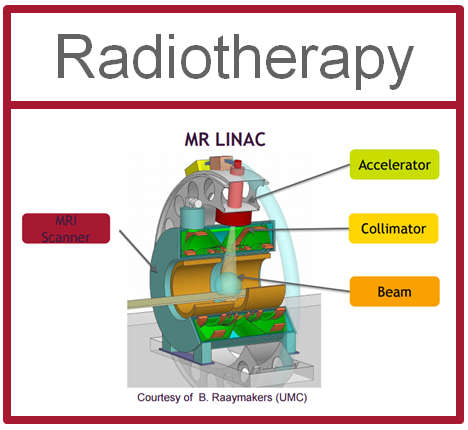 Radiotherapy
MR LINAC
Accelerator
MRI
Scanner
Collimator
Beam
Courtesy of B. Raaymakers (UMC)